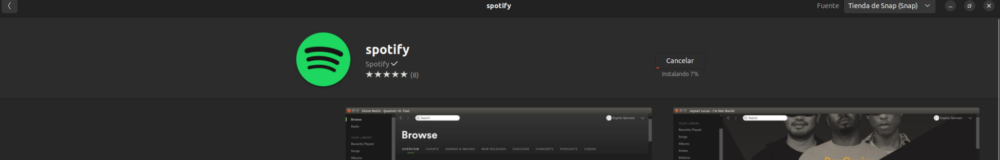 spotify
Fuente Tienda de Snap (Snap)
spotify
Spotify
(8)
Cancelar
Instalando 7%
Steve Reich - Quartet: III. Fast
Browse
Radio
YOUR LIBRARY
Recently Played
Songs
Albums
Search
Sophie Germain
Browse
OVERVIEW CHARTS GENRES & MOODS NEW RELEASES DISCOVER CONCERTS PODCASTS VIDEOS
Joyner Lucas - I'm Not Racist
YOUR LIBRARY
Recently Played
Songs
Albums
Artists
Stations
Search
Sophie Germain